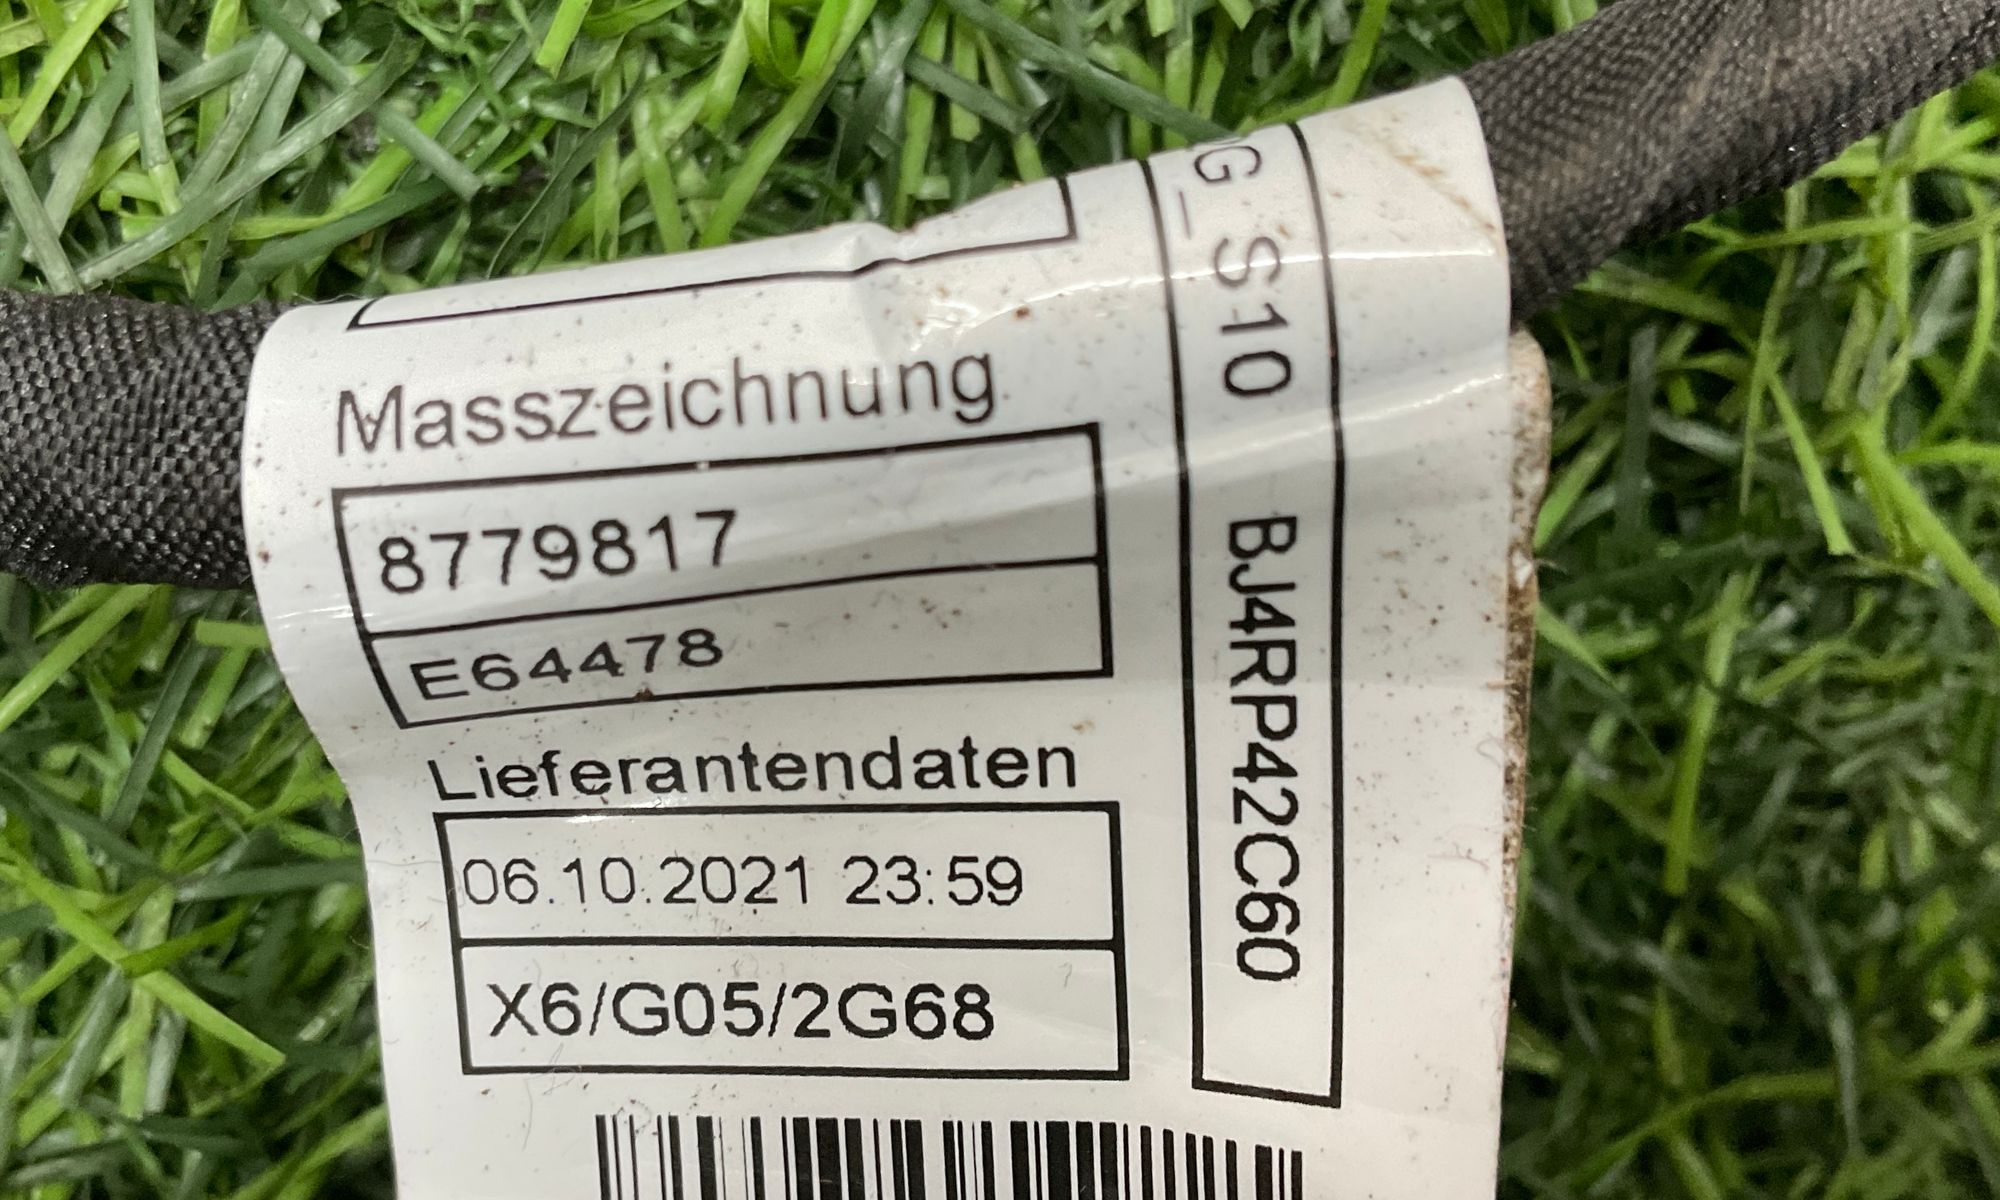 Masszeichnung
8779817
E64478
Lieferantendaten
06.10.2021 23:59
X6/G05/2G68
G_S10 BJ4RP42C60